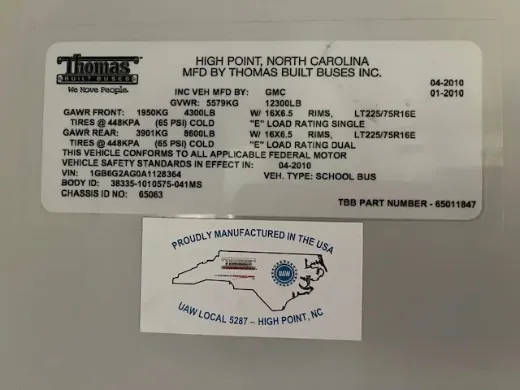 Thomas
BUILT BUSES
We Move People.
HIGH POINT, NORTH CAROLINA
MFD BY THOMAS BUILT BUSES INC.
04-2010
INC VEH MFD BY: GMC 01-2010
GVWR: 5579KG 12300LB
GAWR FRONT: 1950KG 4300LB W/ 16X6.5 RIMS, LT225/75R16E
TIRES @ 448KPA (65 PSI) COLD "E" LOAD RATING SINGLE
GAWR REAR: 3901KG 8600LB W/ 16X6.5 RIMS, LT225/75R16E
TIRES @ 448KPA (65 PSI) COLD "E" LOAD RATING DUAL
THIS VEHICLE CONFORMS TO ALL APPLICABLE FEDERAL MOTOR
VEHICLE SAFETY STANDARDS IN EFFECT IN: 04-2010
VIN: 1GB6G2AG0A1128364 VEH. TYPE: SCHOOL BUS
BODY ID: 38335-1010575-041MS
CHASSIS ID NO: 65063
TBB PART NUMBER - 65011847
PROUDLY MANUFACTURED IN THE USA
Thomas
UAW
UAW LOCAL 5287 – HIGH POINT, NC